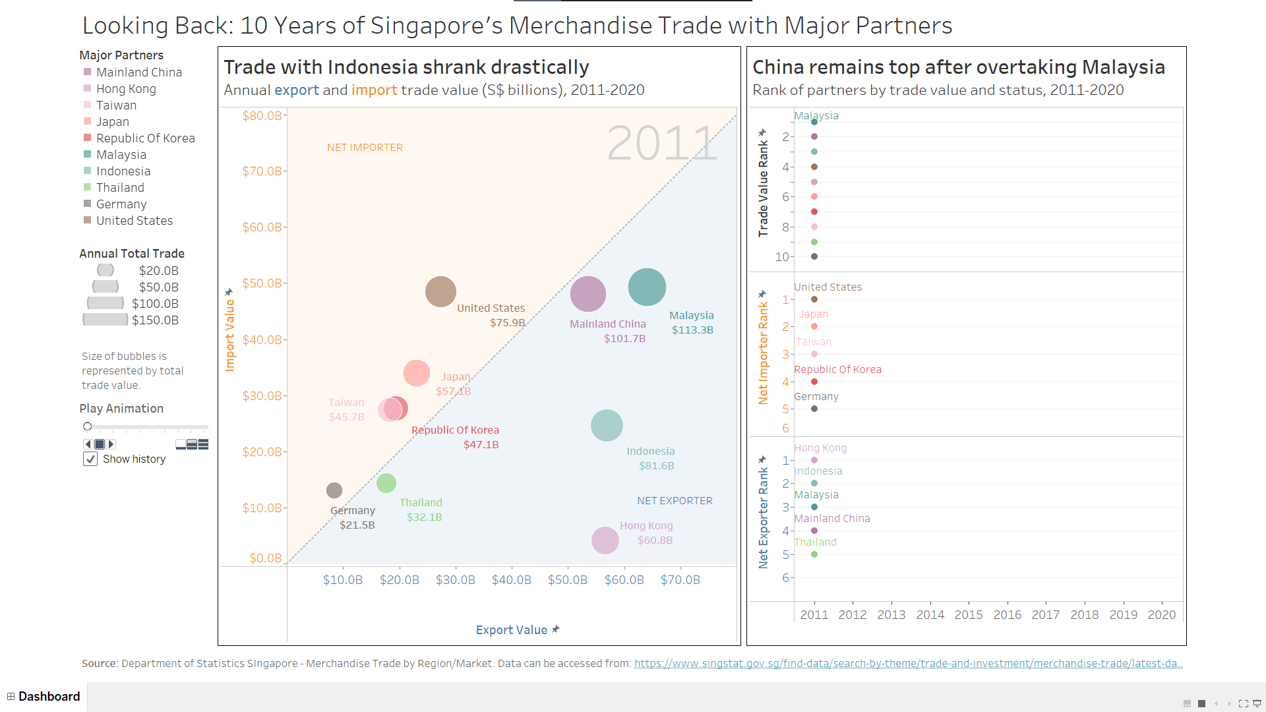 Looking Back: 10 Years of Singapore's Merchandise Trade with Major Partners
Major Partners
Mainland China
Hong Kong
Taiwan
Japan
Republic Of Korea
Malaysia
Indonesia
Thailand
Germany
United States
Annual Total Trade
$20.0B
$50.0B
$100.0B
$150.0B
Size of bubbles is
represented by total
trade value.
Play Animation
Show history
Trade with Indonesia shrank drastically
Annual export and import trade value (S$ billions), 2011-2020
2011
NET IMPORTER
NET EXPORTER
Import Value
$80.0B
$70.0B
$60.0B
$50.0B
$40.0B
$30.0B
$20.0B
$10.0B
$0.0B
United States
$75.9B
Mainland China
$101.7B
Malaysia
$113.3B
Japan
$57.1B
Taiwan
$45.7B
Republic Of Korea
$47.1B
Indonesia
$81.6B
Thailand
$32.1B
Germany
$21.5B
Hong Kong
$60.8B
$10.0B
$20.0B
$30.0B
$40.0B
$50.0B
$60.0B
$70.0B
Export Value
China remains top after overtaking Malaysia
Rank of partners by trade value and status, 2011-2020
Trade Value Rank
Malaysia
2
4
6
8
10
Net Importer Rank
United States
1
Japan
2
Taiwan
3
Republic Of Korea
4
Germany
5
6
Net Exporter Rank
Hong Kong
1
Indonesia
2
Malaysia
3
Mainland China
4
Thailand
5
6
2011 2012 2013 2014 2015 2016 2017 2018 2019 2020
Source: Department of Statistics SIngapore - Merchandise Trade by Region/Market. Data can be accessed from: https://www.singstat.gov.sg/find-data/search-by-theme/trade-and-investment/merchandise-trade/latest-da..
Dashboard